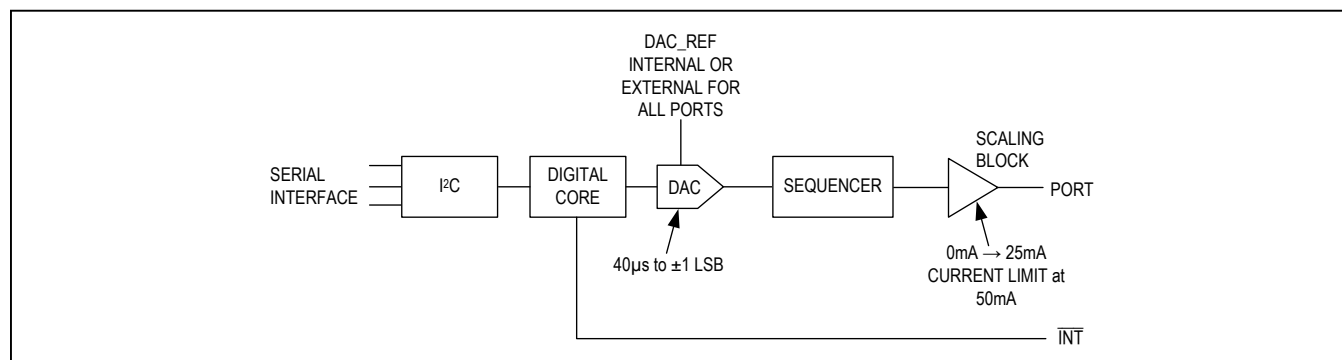 DAC_REF
INTERNAL OR
EXTERNAL FOR
ALL PORTS
SERIAL
INTERFACE
I²C
DIGITAL
CORE
DAC
SEQUENCER
SCALING
BLOCK
PORT
40µs to ±1 LSB
0mA → 25mA
CURRENT LIMIT at
50mA
INT